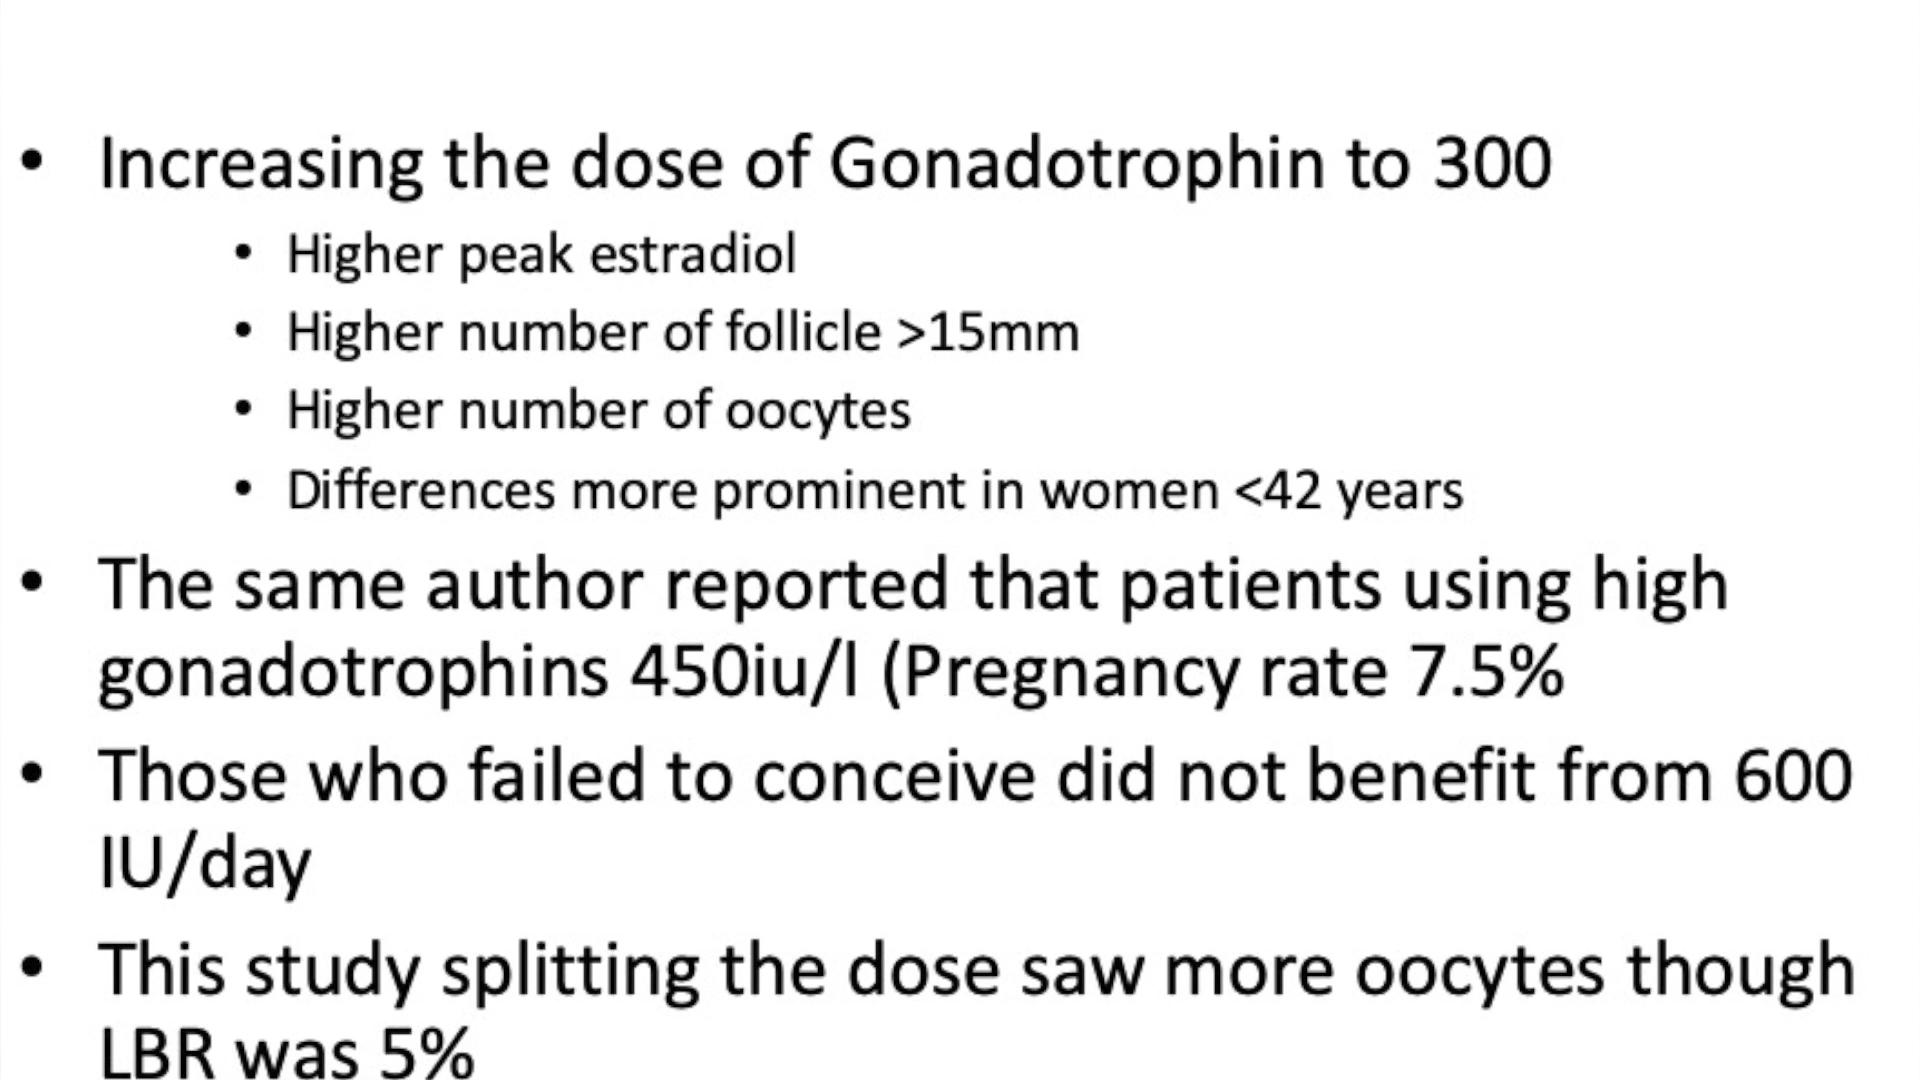 • Increasing the dose of Gonadotrophin to 300
• Higher peak estradiol
• Higher number of follicle >15mm
• Higher number of oocytes
• Differences more prominent in women <42 years
• The same author reported that patients using high
gonadotrophins 450iu/l (Pregnancy rate 7.5%
• Those who failed to conceive did not benefit from 600
IU/day
• This study splitting the dose saw more oocytes though
LBR was 5%